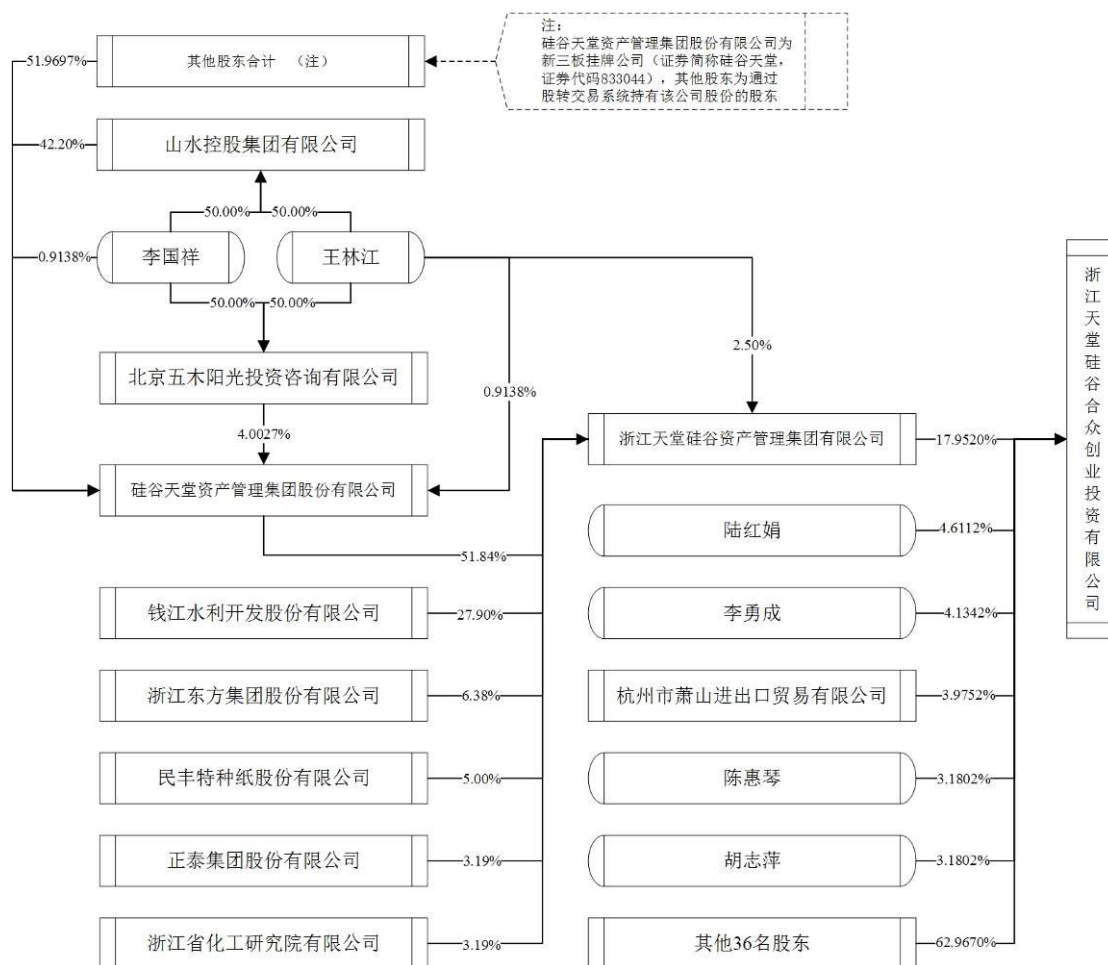 注：
硅谷天堂资产管理集团股份有限公司为
新三板挂牌公司（证券简称硅谷天堂，
证券代码833044），其他股东为通过
股转交易系统持有该公司股份的股东
51.9697%
其他股东合计 （注）
42.20%
山水控股集团有限公司
50.00%
50.00%
0.9138%
李国祥
王林江
50.00%
50.00%
2.50%
北京五木阳光投资咨询有限公司
0.9138%
4.0027%
浙江天堂硅谷资产管理集团有限公司
17.9520%
浙江天堂硅谷合众创业投资有限公司
硅谷天堂资产管理集团股份有限公司
51.84%
陆红娟
4.6112%
钱江水利开发股份有限公司
27.90%
李勇成
4.1342%
浙江东方集团股份有限公司
6.38%
杭州市萧山进出口贸易有限公司
3.9752%
民丰特种纸股份有限公司
5.00%
陈惠琴
3.1802%
正泰集团股份有限公司
3.19%
胡志萍
3.1802%
浙江省化工研究院有限公司
3.19%
其他36名股东
62.9670%